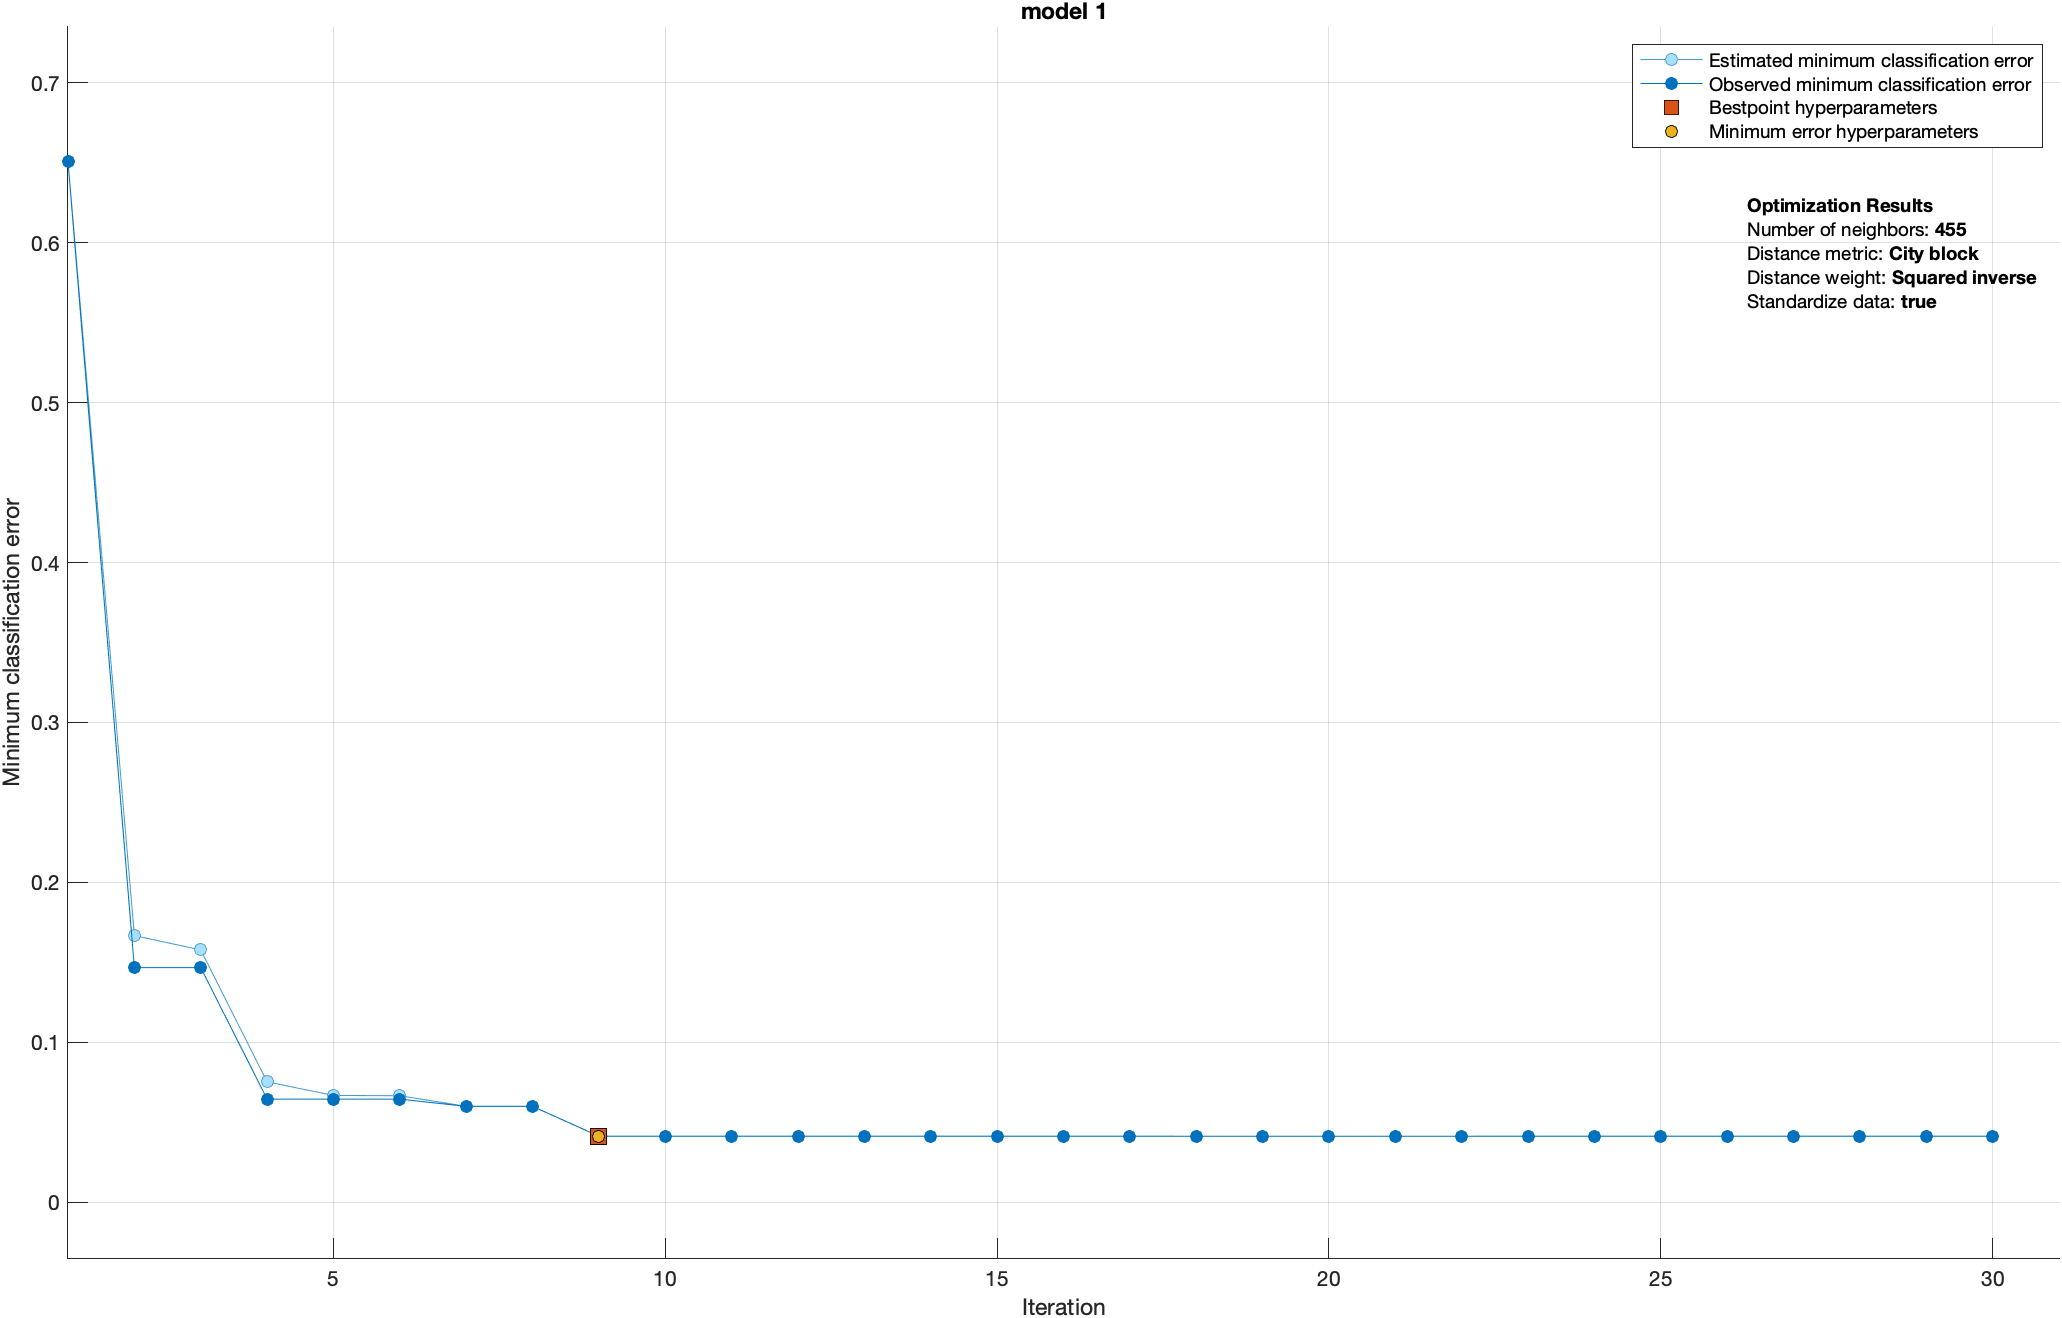 model 1
Estimated minimum classification error
Observed minimum classification error
Bestpoint hyperparameters
Minimum error hyperparameters
Optimization Results
Number of neighbors: 455
Distance metric: City block
Distance weight: Squared inverse
Standardize data: true
Minimum classification error
0.7
0.6
0.5
0.4
0.3
0.2
0.1
0
5 10 15 20 25 30
Iteration